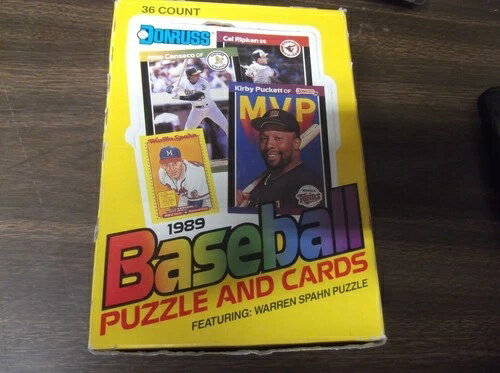 36 COUNT
DONRUSS
Cal Ripken SS
Jose Canseco OF
Kirby Puckett OF
DONRUSS
MVP
Warren Spahn
M
Twins
1989
Baseball
PUZZLE AND CARDS
FEATURING: WARREN SPAHN PUZZLE